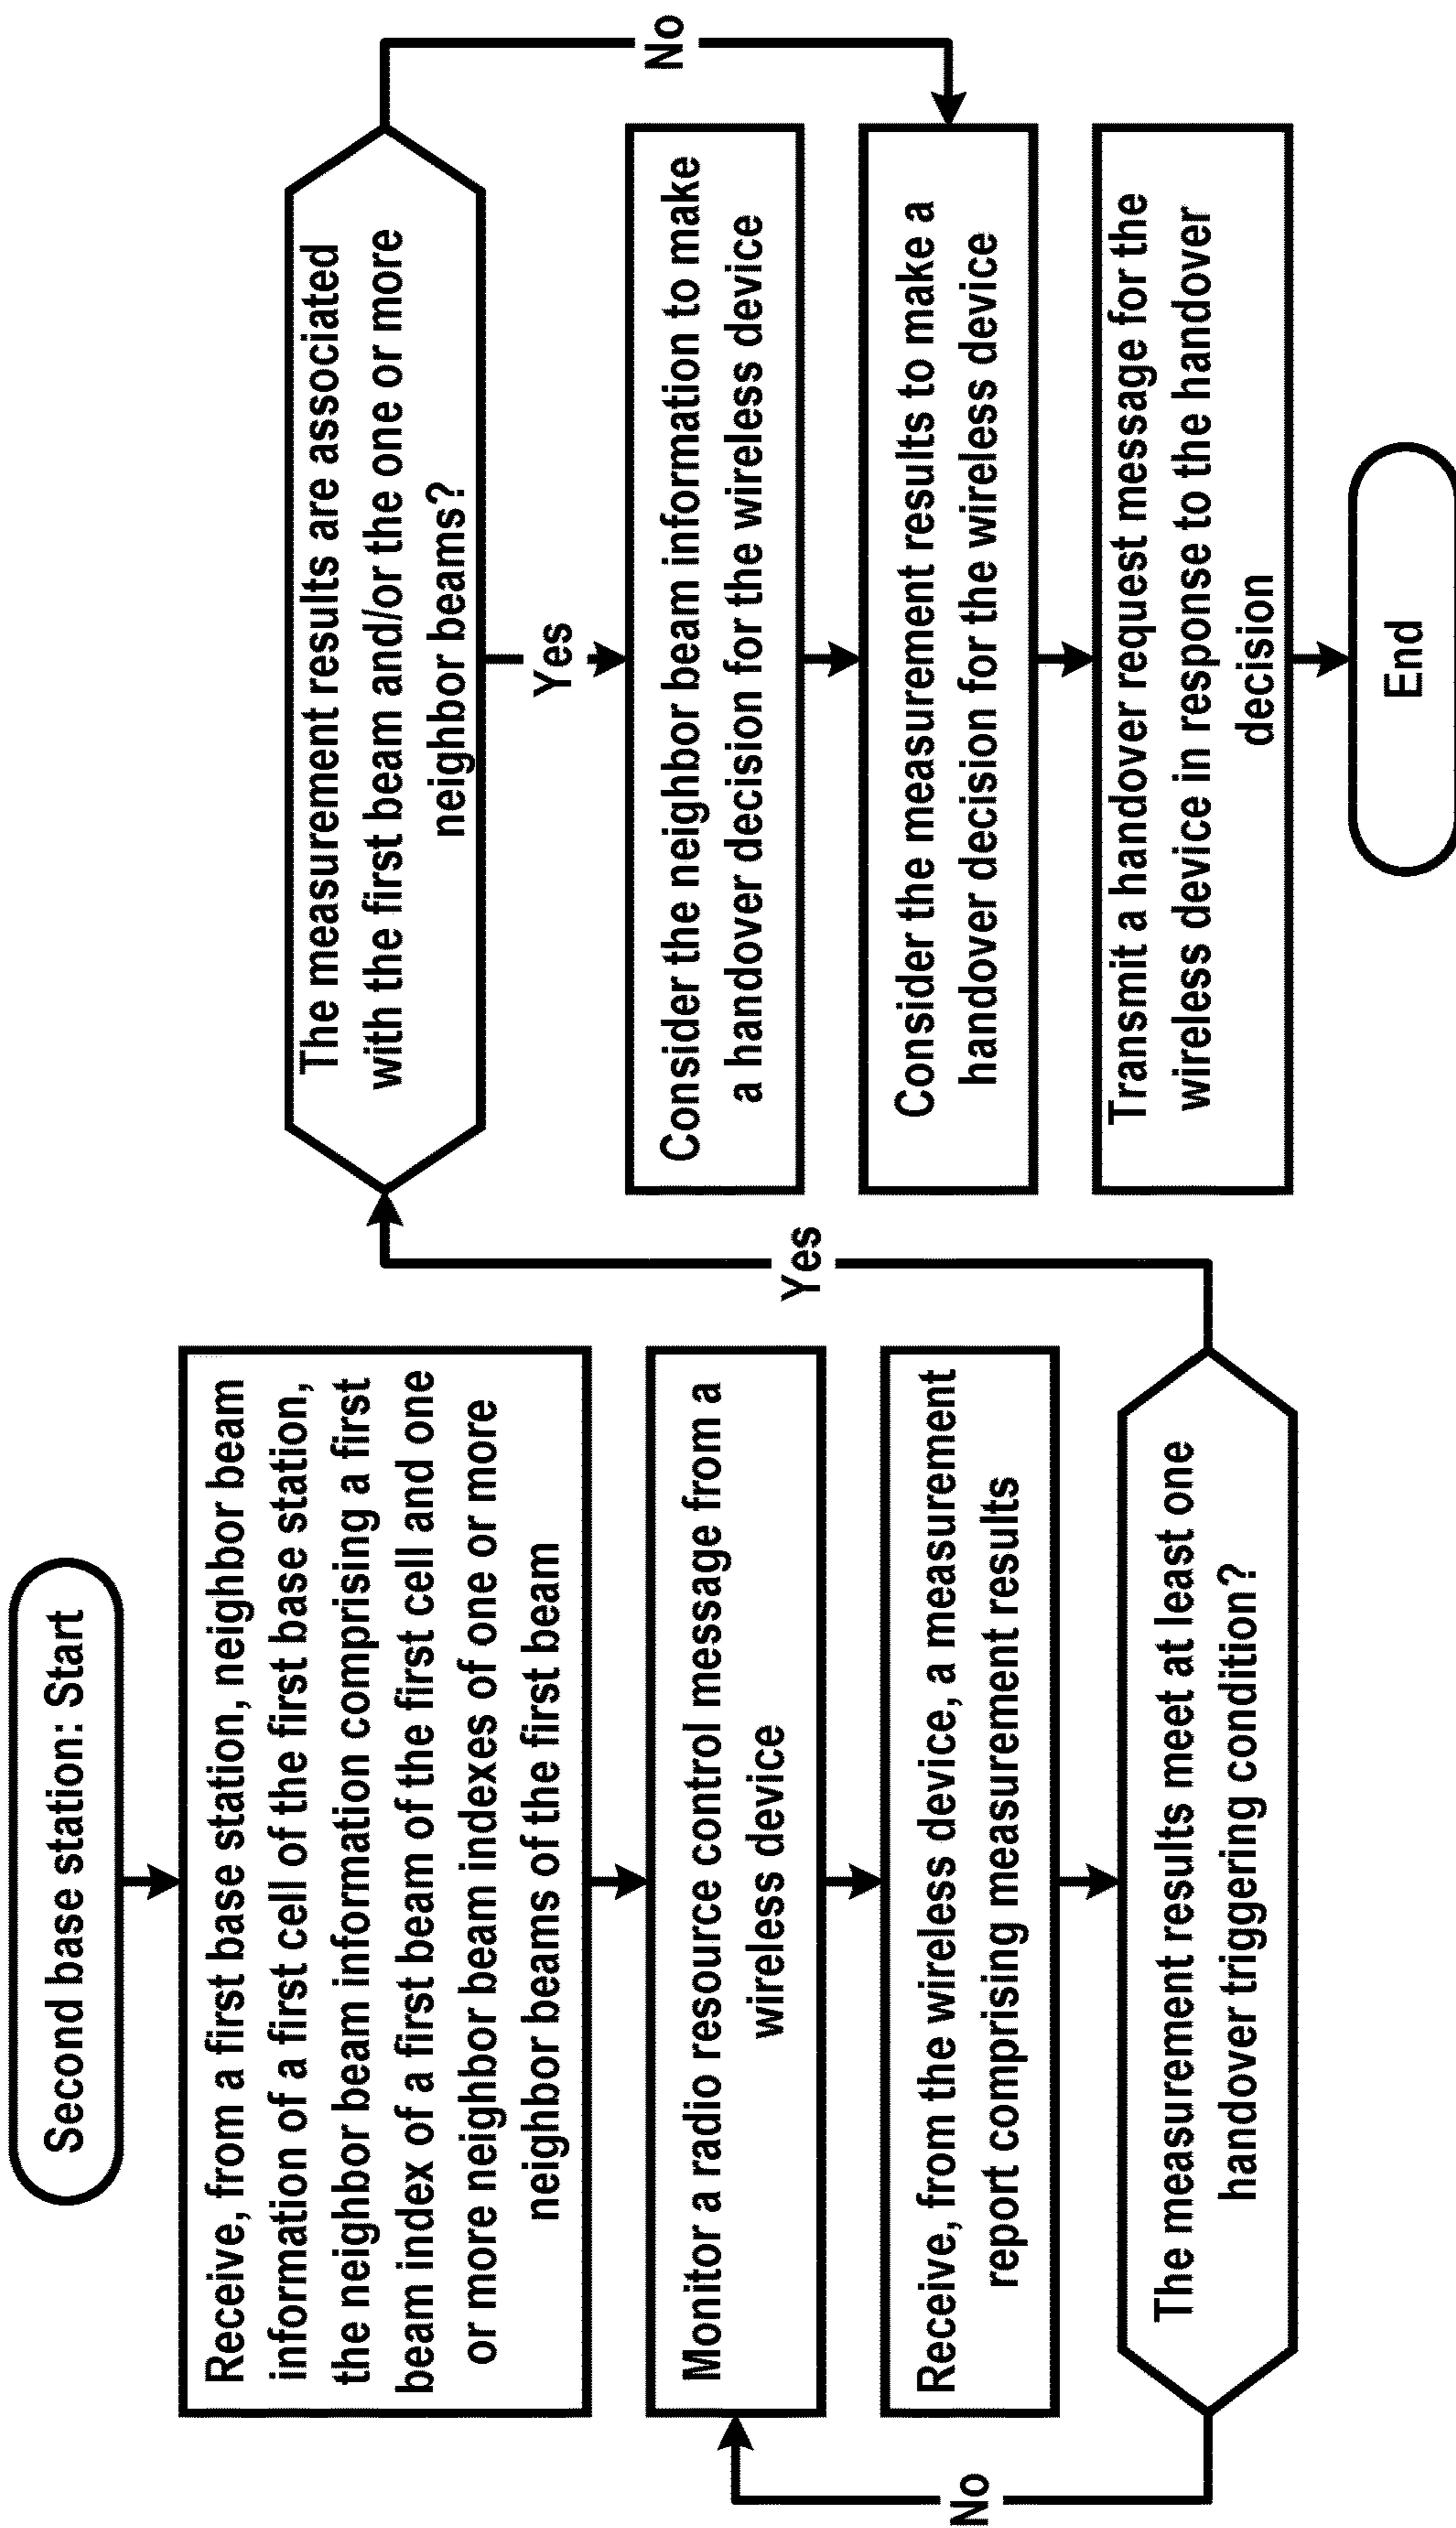 Second base station: Start
Receive, from a first base station, neighbor beam
information of a first cell of the first base station,
the neighbor beam information comprising a first
beam index of a first beam of the first cell and one
or more neighbor beam indexes of one or more
neighbor beams of the first beam
Monitor a radio resource control message from a
wireless device
Receive, from the wireless device, a measurement
report comprising measurement results
The measurement results meet at least one
handover triggering condition?
No
Yes
The measurement results are associated
with the first beam and/or the one or more
neighbor beams?
No
Yes
Consider the neighbor beam information to make
a handover decision for the wireless device
Consider the measurement results to make a
handover decision for the wireless device
Transmit a handover request message for the
wireless device in response to the handover
decision
End